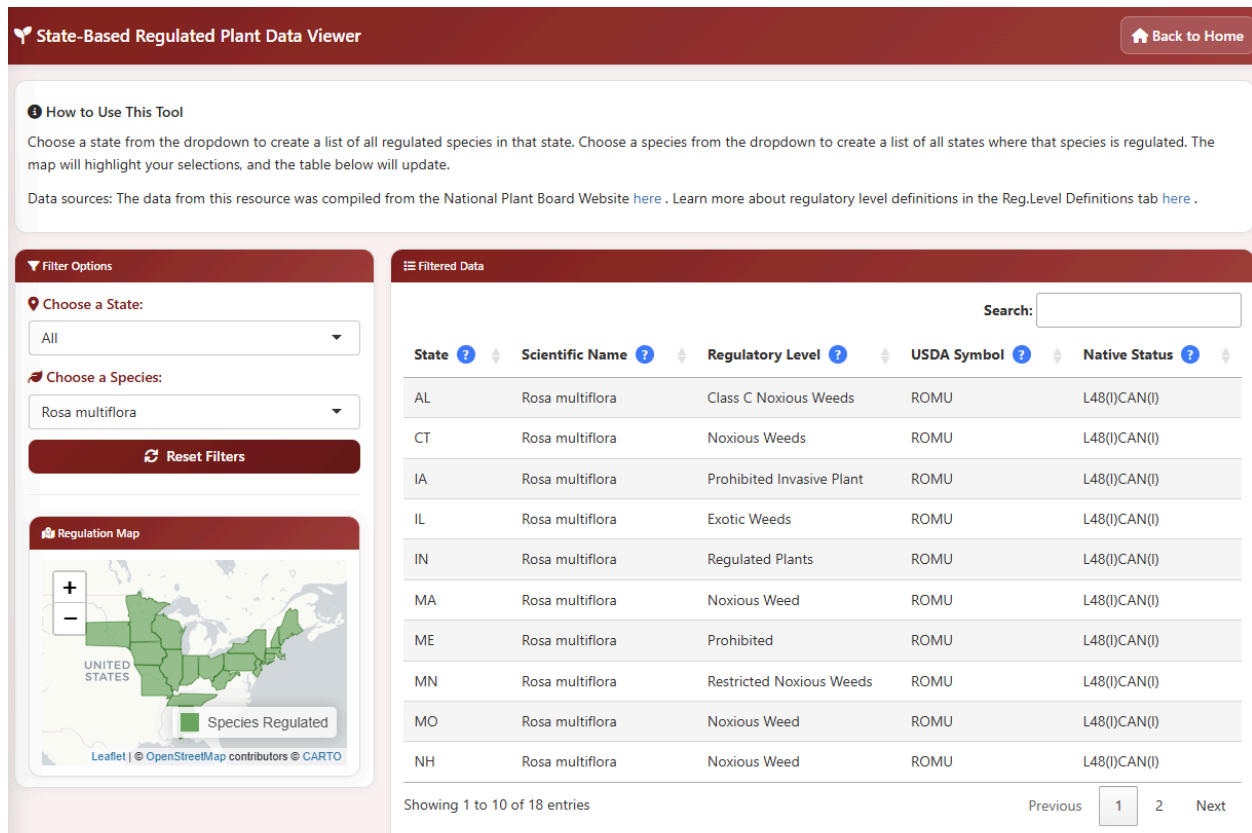 State-Based Regulated Plant Data Viewer
Back to Home
How to Use This Tool
Choose a state from the dropdown to create a list of all regulated species in that state. Choose a species from the dropdown to create a list of all states where that species is regulated. The
map will highlight your selections, and the table below will update.
Data sources: The data from this resource was compiled from the National Plant Board Website here . Learn more about regulatory level definitions in the Reg.Level Definitions tab here .
Filter Options
Choose a State:
All
Choose a Species:
Rosa multiflora
Reset Filters
Regulation Map
+
−
UNITED
STATES
Species Regulated
Leaflet | © OpenStreetMap contributors © CARTO
Filtered Data
Search:
State ? Scientific Name ? Regulatory Level ? USDA Symbol ? Native Status ?
AL Rosa multiflora Class C Noxious Weeds ROMU L48(I)CAN(I)
CT Rosa multiflora Noxious Weeds ROMU L48(I)CAN(I)
IA Rosa multiflora Prohibited Invasive Plant ROMU L48(I)CAN(I)
IL Rosa multiflora Exotic Weeds ROMU L48(I)CAN(I)
IN Rosa multiflora Regulated Plants ROMU L48(I)CAN(I)
MA Rosa multiflora Noxious Weed ROMU L48(I)CAN(I)
ME Rosa multiflora Prohibited ROMU L48(I)CAN(I)
MN Rosa multiflora Restricted Noxious Weeds ROMU L48(I)CAN(I)
MO Rosa multiflora Noxious Weed ROMU L48(I)CAN(I)
NH Rosa multiflora Noxious Weed ROMU L48(I)CAN(I)
Showing 1 to 10 of 18 entries
Previous 1 2 Next